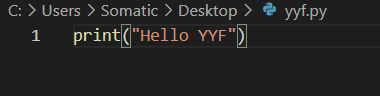 C: > Users > Somatic > Desktop > yyf.py
1 print("Hello YYF")